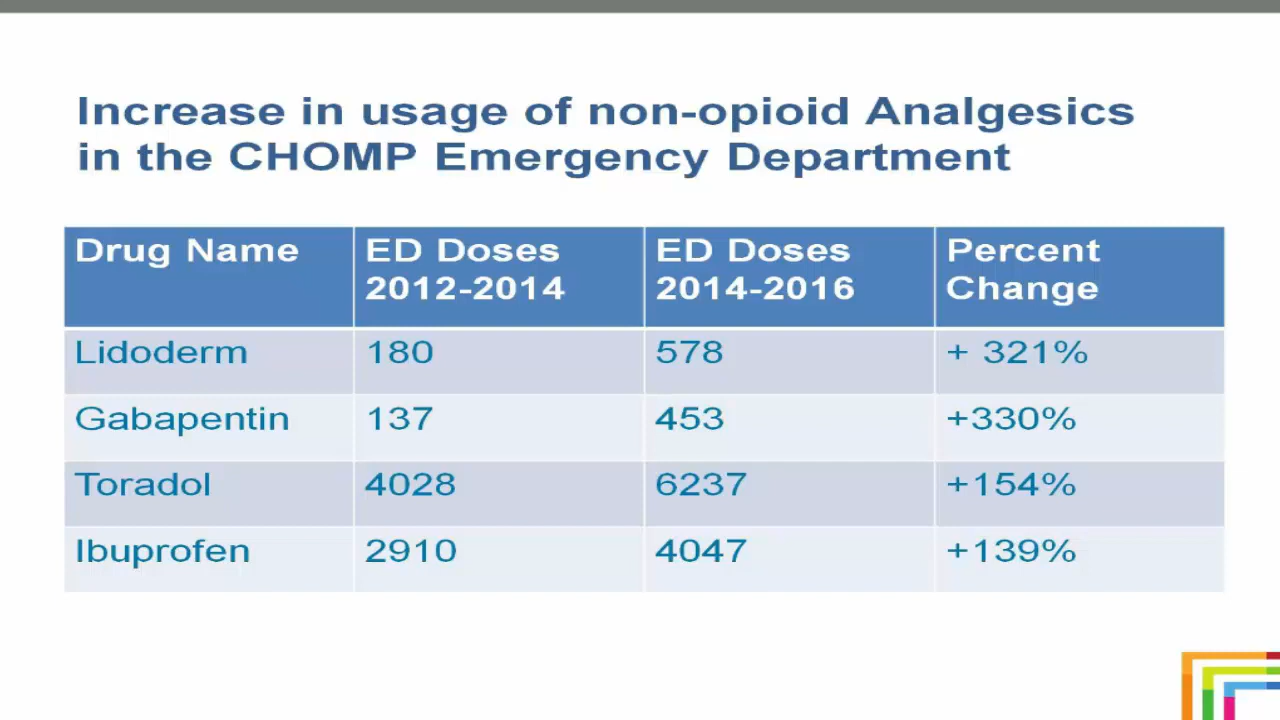 Increase in usage of non-opioid Analgesics
in the CHOMP Emergency Department
Drug Name ED Doses 2012-2014 ED Doses 2014-2016 Percent Change
Lidoderm 180 578 + 321%
Gabapentin 137 453 +330%
Toradol 4028 6237 +154%
Ibuprofen 2910 4047 +139%